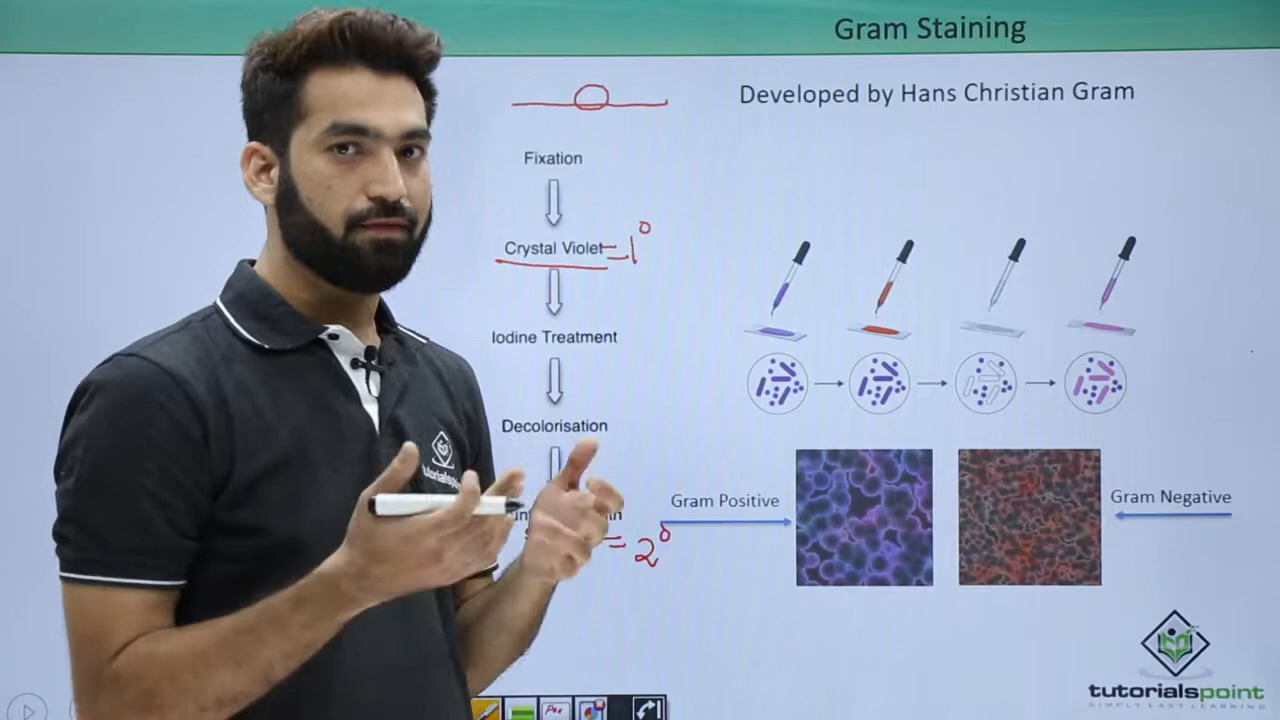 Gram Staining
Developed by Hans Christian Gram
Fixation
Crystal Violet = 1°
Iodine Treatment
Decolorisation
= 2°
Gram Positive
Gram Negative
tutorialspoint
SIMPLY EASY LEARNING
Pen